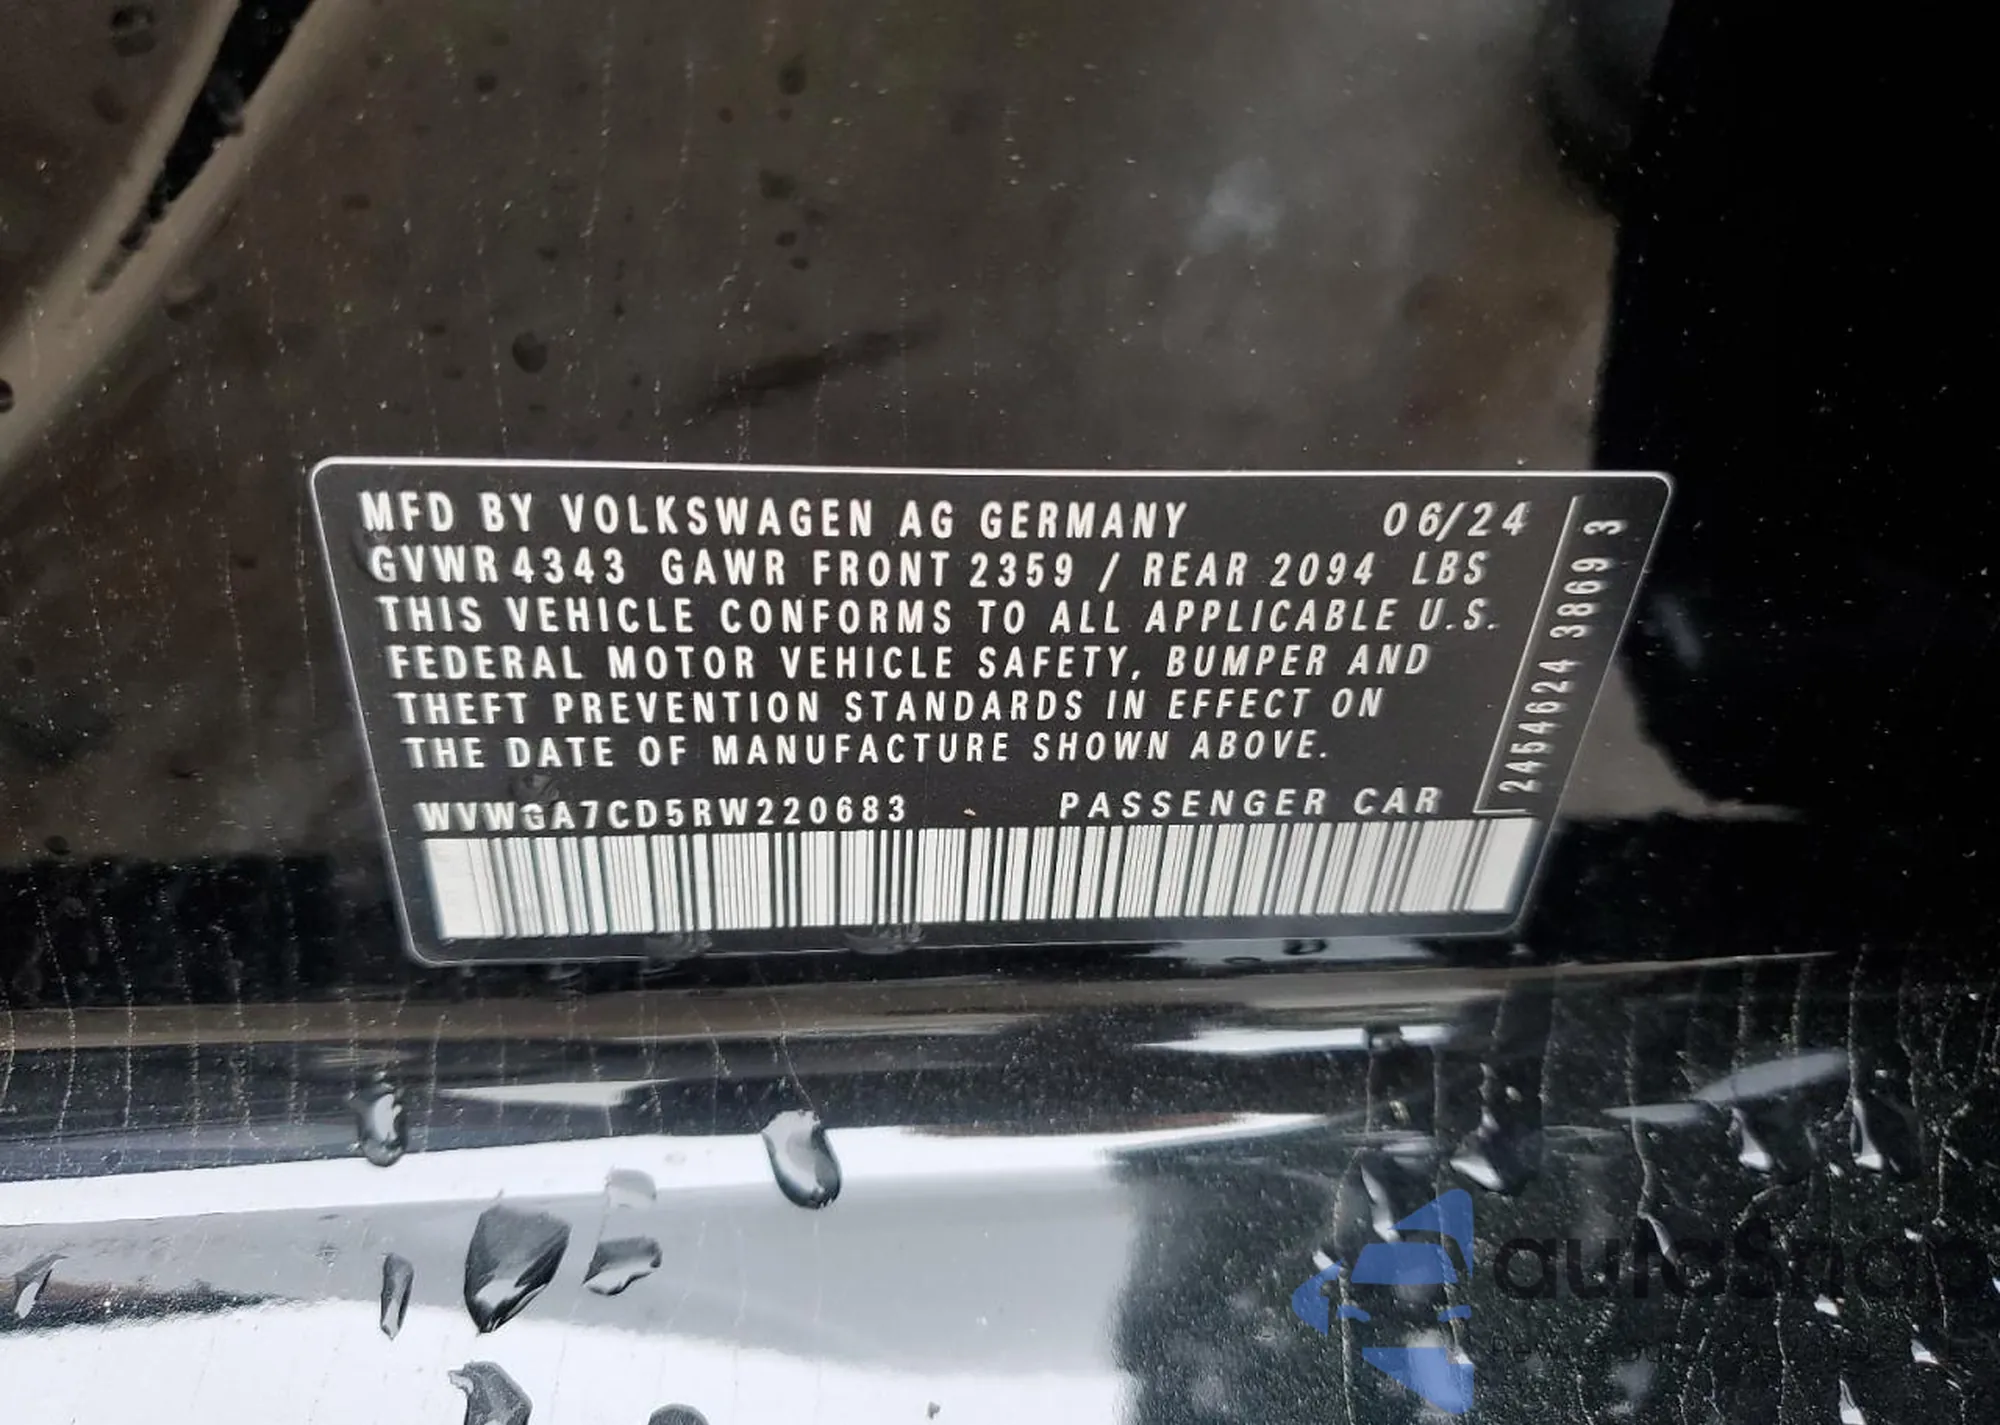 MFD BY VOLKSWAGEN AG GERMANY 06/24
GVWR 4343 GAWR FRONT 2359 / REAR 2094 LBS
THIS VEHICLE CONFORMS TO ALL APPLICABLE U.S.
FEDERAL MOTOR VEHICLE SAFETY, BUMPER AND
THEFT PREVENTION STANDARDS IN EFFECT ON
THE DATE OF MANUFACTURE SHOWN ABOVE.
WVWGA7CD5RW220683 PASSENGER CAR
2454624 3869 3
autoSnap